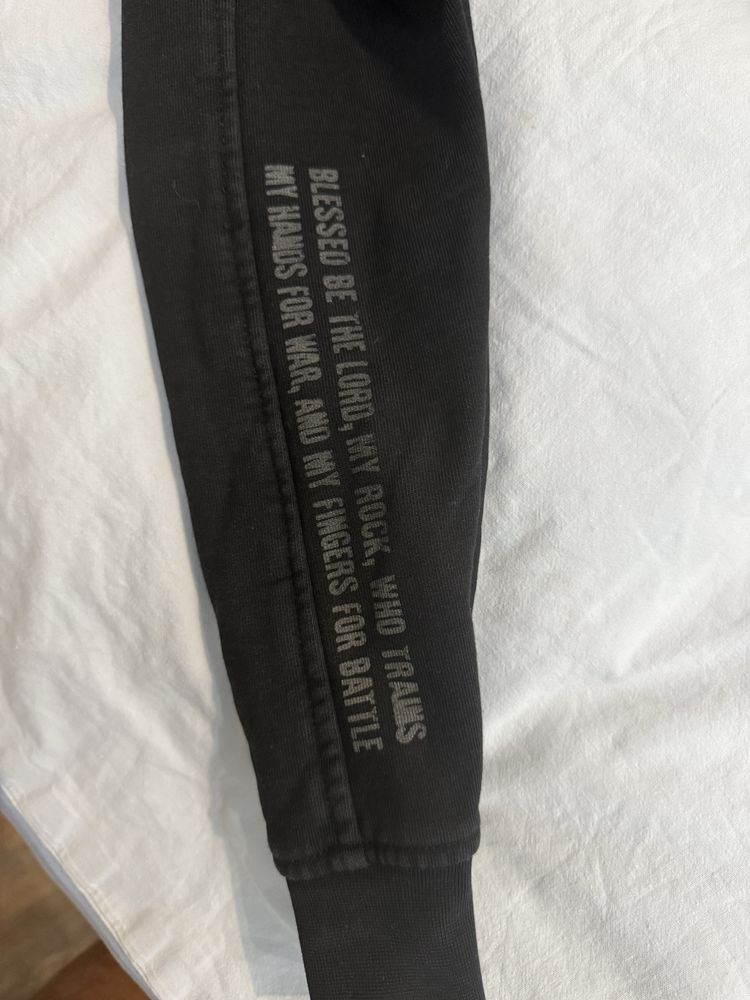 BLESSED BE THE LORD, MY ROCK, WHO TRAINS
MY HANDS FOR WAR, AND MY FINGERS FOR BATTLE